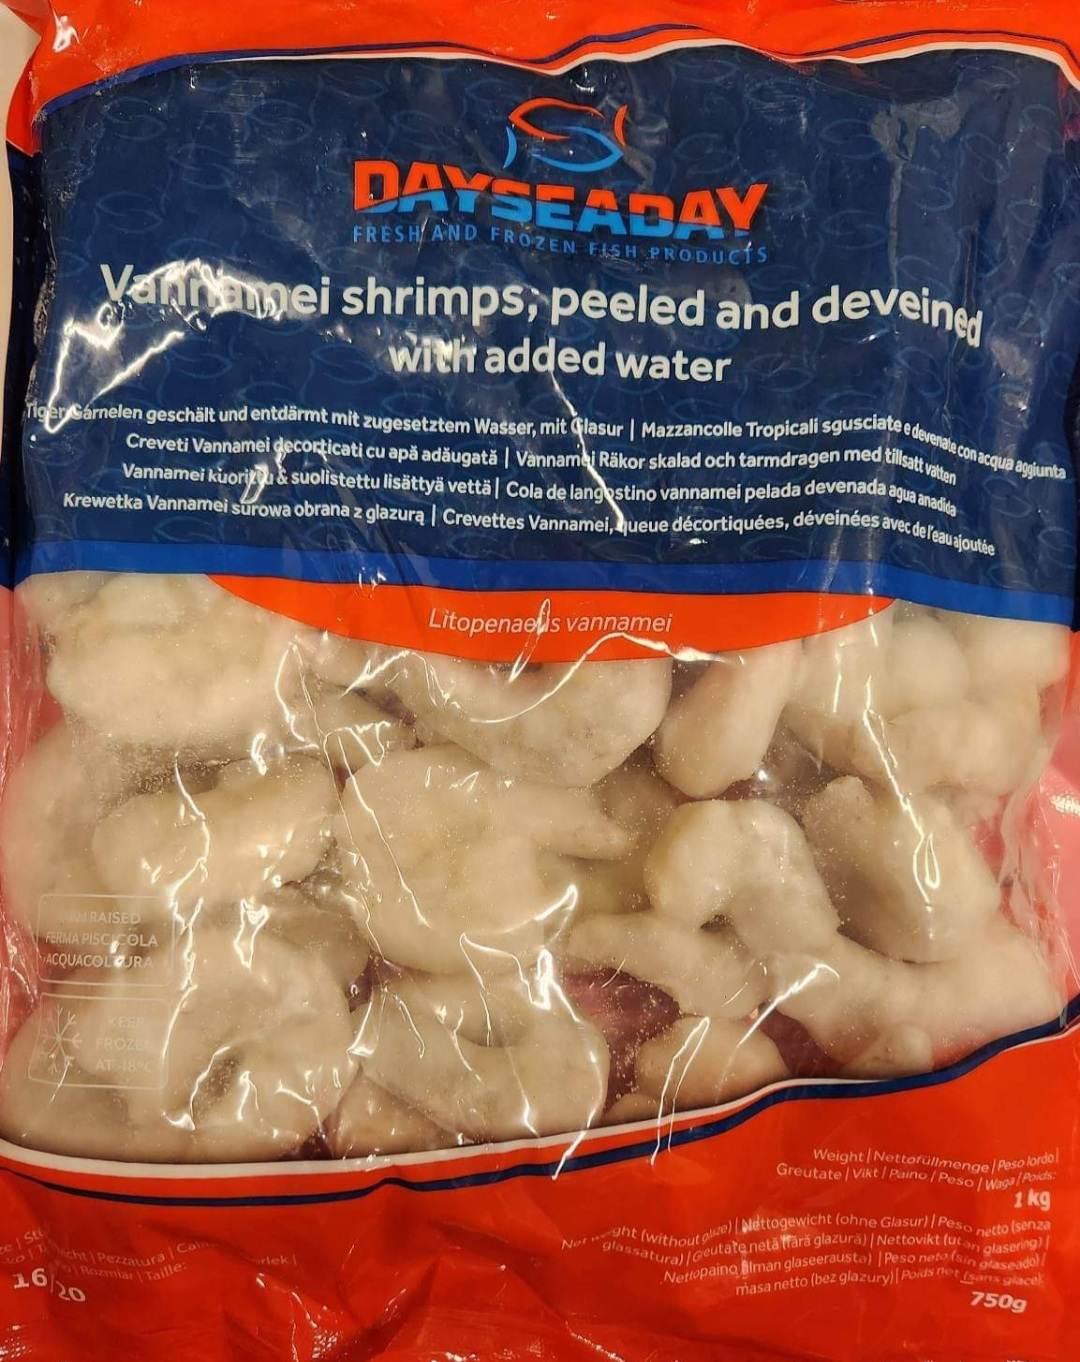 DAYSEADAY
FRESH AND FROZEN FISH PRODUCTS
Vannamei shrimps, peeled and deveined
with added water
Tiger Garnelen geschält und entdärmt mit zugesetztem Wasser, mit Glasur | Mazzancolle Tropicali sgusciate e devenate con acqua aggiunta
Creveti Vannamei decorticati cu apă adăugată | Vannamei Räkor skalad och tarmdragen med tillsatt vatten
Vannamei kuorittu & suolistettu lisättyä vettä | Cola de langostino vannamei pelada devenada agua anadida
Krewetka Vannamei surowa obrana z glazurą | Crevettes Vannamei, queue décortiquées, déveinées avec de l'eau ajoutée
Litopenaeus vannamei
RAISED
FERMA PISCICOLA
ACQUACOLTURA
KEEP
FROZEN
AT -18°C
Weight | Nettofüllmenge | Peso lordo |
Greutate | Vikt | Paino / Peso | Waga / Poids:
1 kg
Net weight (without glaze) | Nettogewicht (ohne Glasur) | Peso netto (senza
glassatura) | Greutate netă (fără glazură) | Nettovikt (utan glasering) |
Nettopaino ilman glaseerausta) | Peso neto (sin glaseado) |
masa netto (bez glazury) | Poids net (sans glace)
750g
Pezzatura |
Rozmiar | Taille:
16/20